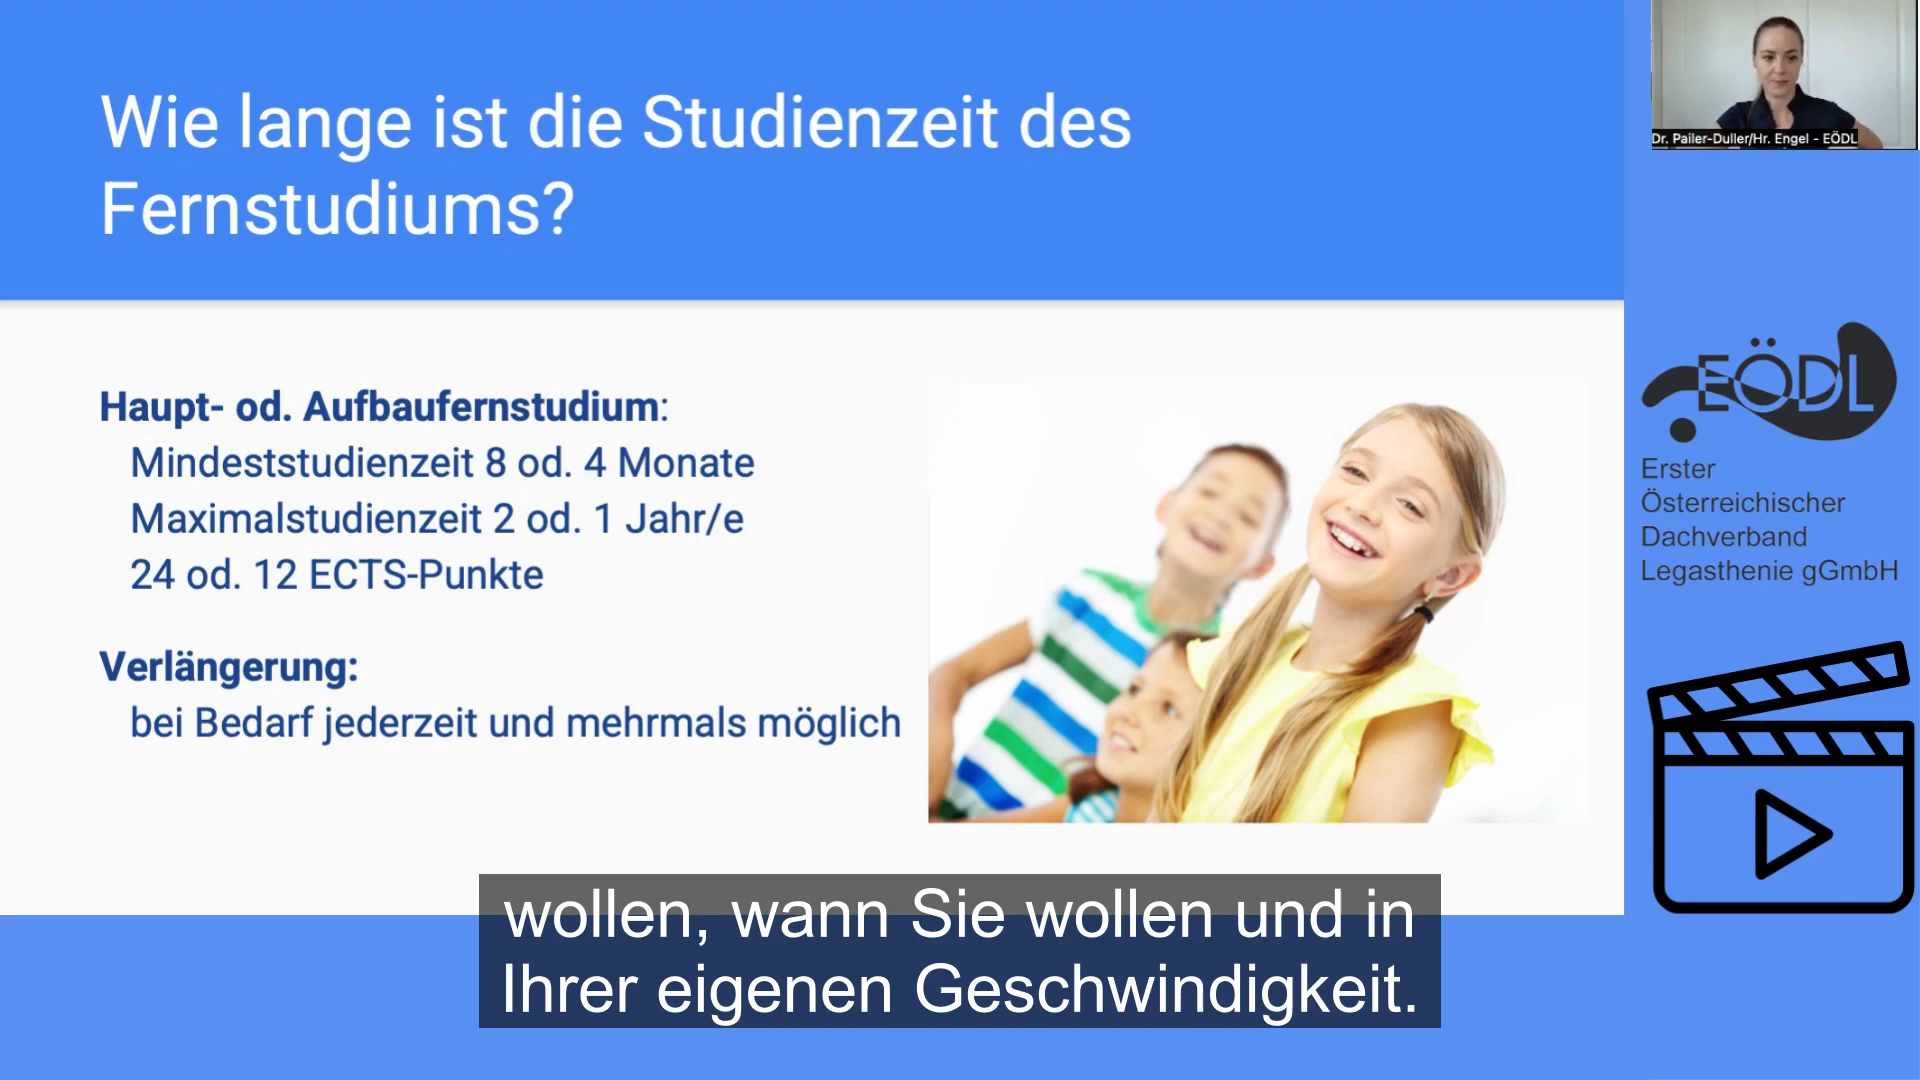 Wie lange ist die Studienzeit des
Fernstudiums?
Haupt- od. Aufbaufernstudium:
Mindeststudienzeit 8 od. 4 Monate
Maximalstudienzeit 2 od. 1 Jahr/e
24 od. 12 ECTS-Punkte
Verlängerung:
bei Bedarf jederzeit und mehrmals möglich
Dr. Pailer-Duller/Hr. Engel - EÖDL
EÖDL
Erster
Österreichischer
Dachverband
Legasthenie gGmbH
wollen, wann Sie wollen und in
Ihrer eigenen Geschwindigkeit.